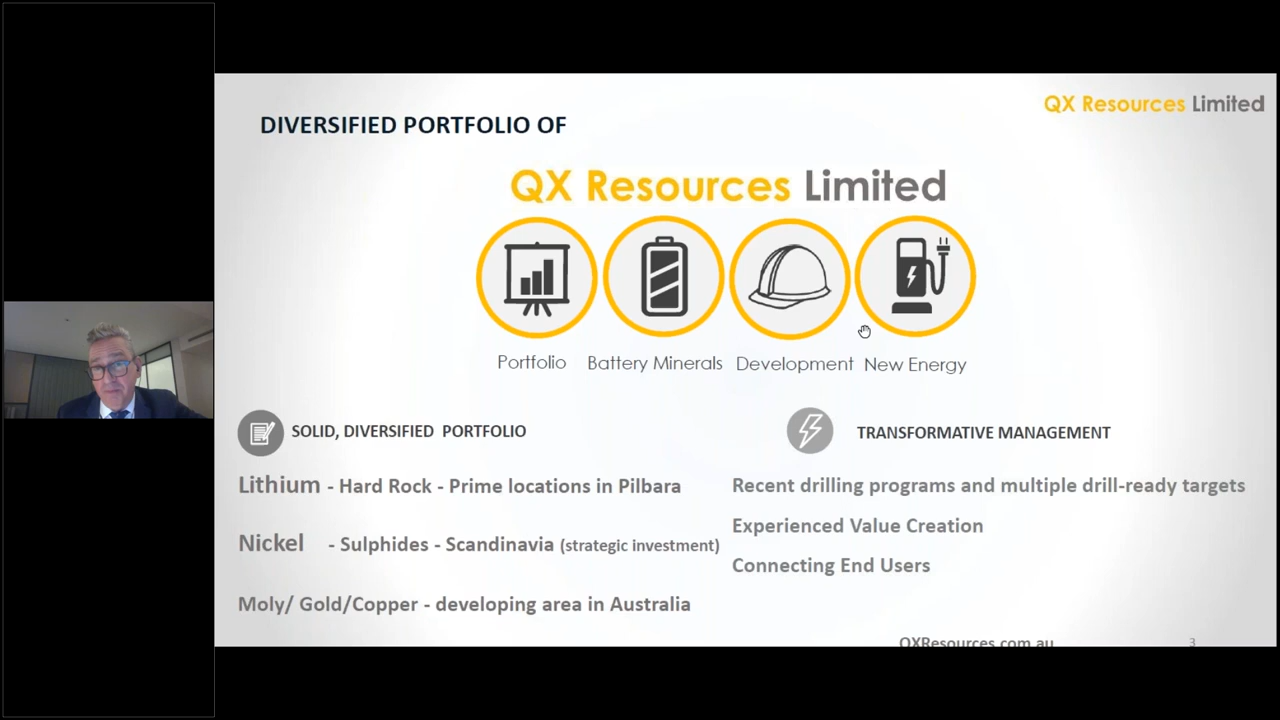 QX Resources Limited
DIVERSIFIED PORTFOLIO OF
QX Resources Limited
Portfolio
Battery Minerals
Development
New Energy
SOLID, DIVERSIFIED PORTFOLIO
Lithium - Hard Rock - Prime locations in Pilbara
Nickel - Sulphides - Scandinavia (strategic investment)
Moly/ Gold/Copper - developing area in Australia
TRANSFORMATIVE MANAGEMENT
Recent drilling programs and multiple drill-ready targets
Experienced Value Creation
Connecting End Users
QXResources.com.au
3